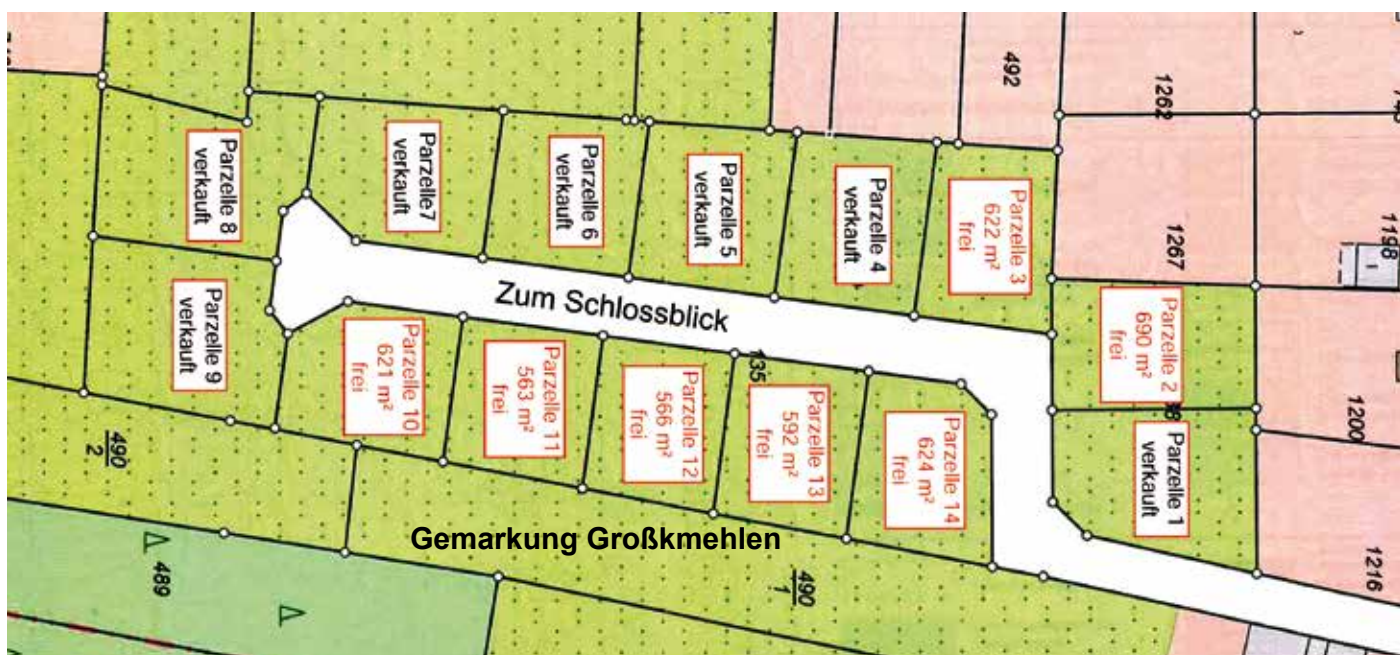 492
1262
1267
1198
1200
1216
Parzelle 8
verkauft
Parzelle7
verkauft
Parzelle 6
verkauft
Parzelle 5
verkauft
Parzelle 4
verkauft
Parzelle 3
622 m²
frei
Parzelle 2
690 m²
frei
Parzelle 1
verkauft
Parzelle 9
verkauft
Zum Schlossblick
135
Parzelle 10
621 m²
frei
Parzelle 11
563 m²
frei
Parzelle 12
566 m²
frei
Parzelle 13
592 m²
frei
Parzelle 14
624 m²
frei
490
2
Gemarkung Großkmehlen
490
1
489